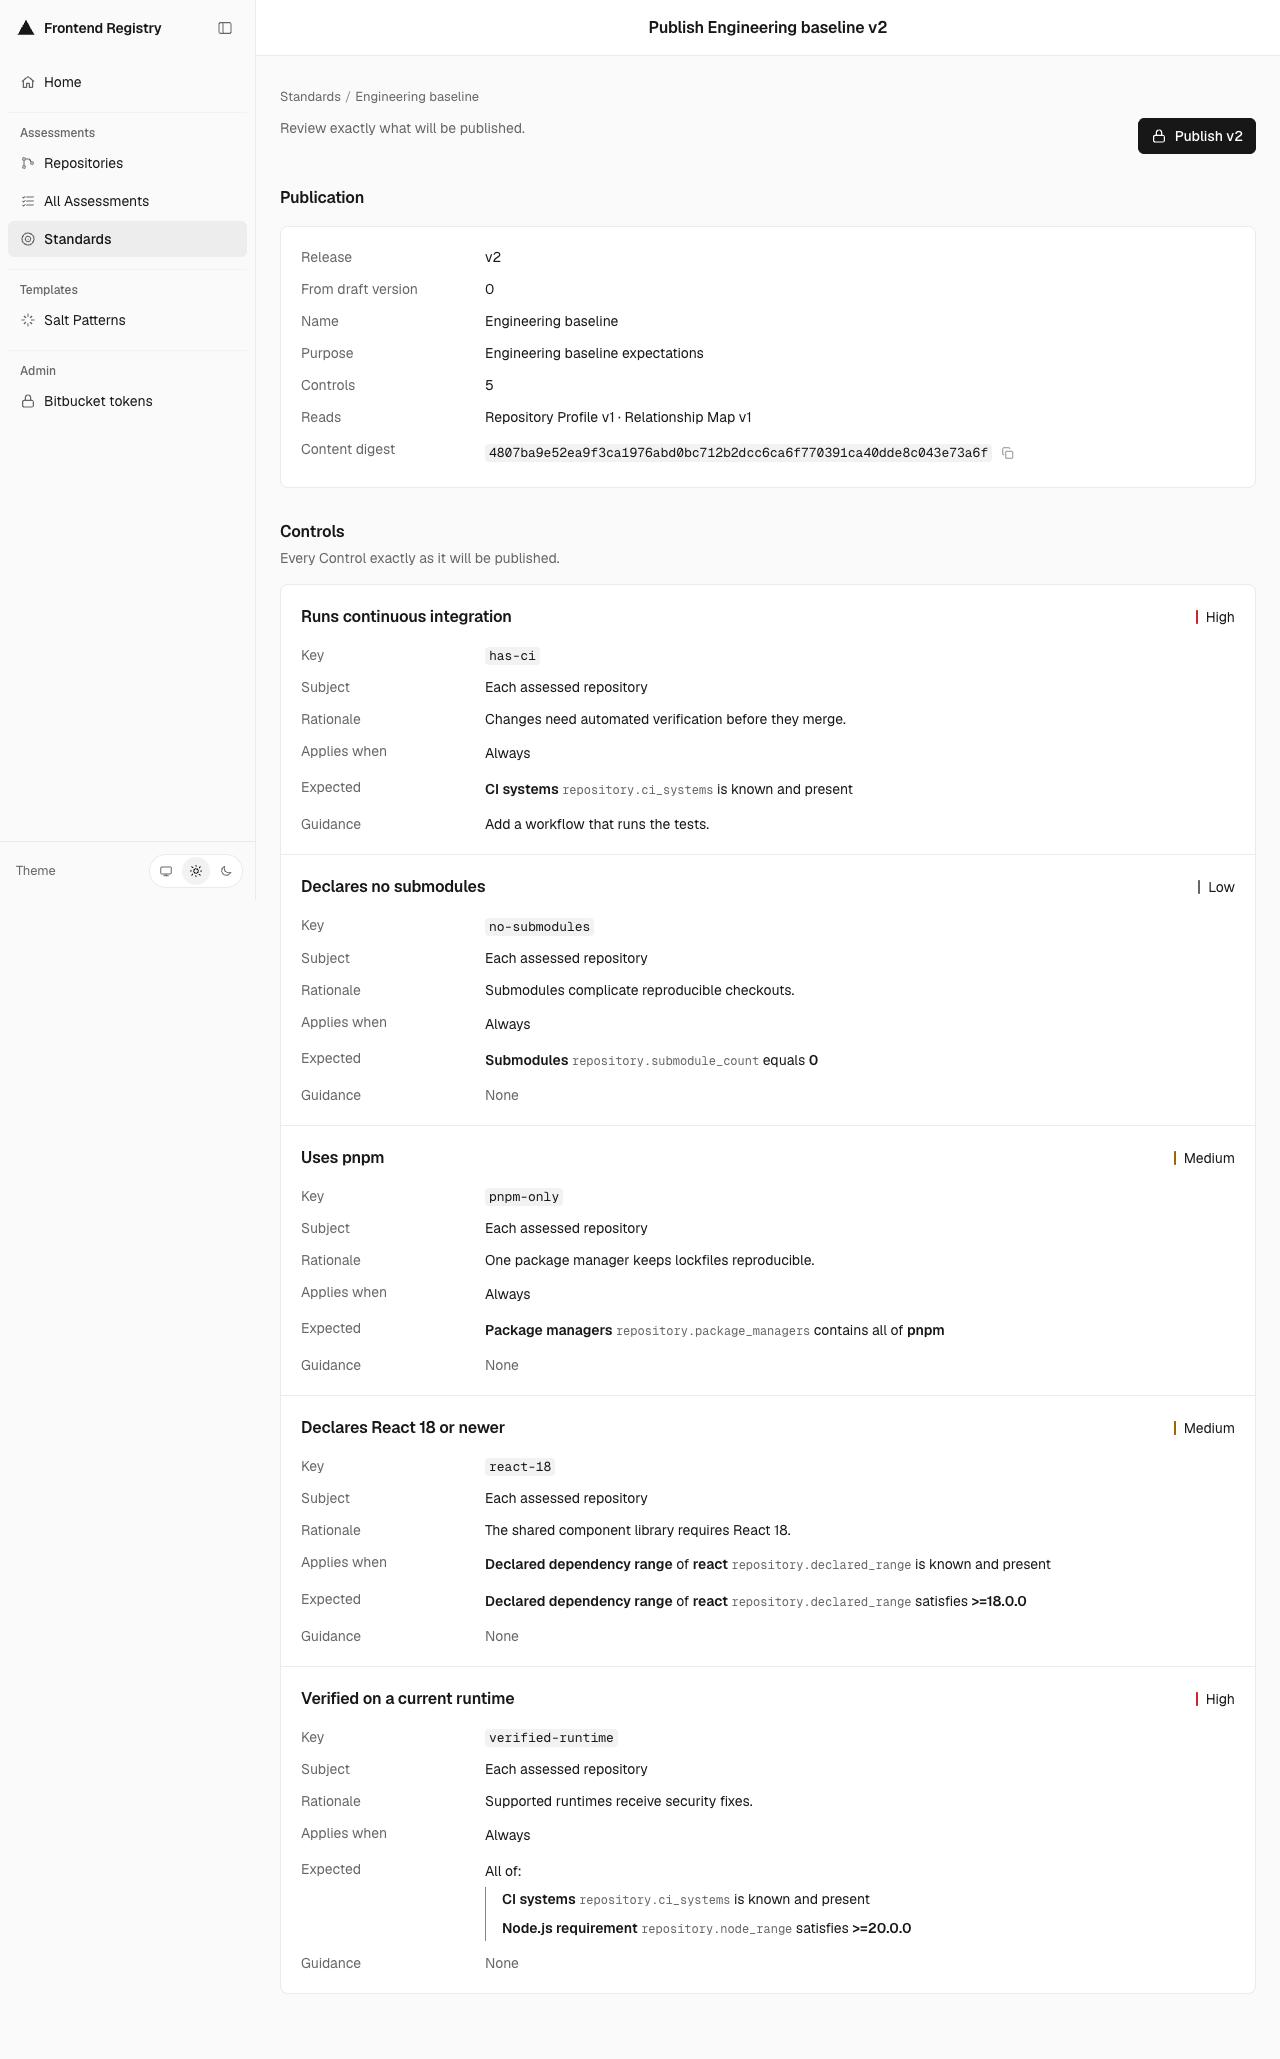 Frontend Registry
Home
Assessments
Repositories
All Assessments
Standards
Templates
Salt Patterns
Admin
Bitbucket tokens
Theme
Publish Engineering baseline v2
Standards / Engineering baseline
Review exactly what will be published.
Publish v2
Publication
Release v2
From draft version 0
Name Engineering baseline
Purpose Engineering baseline expectations
Controls 5
Reads Repository Profile v1 · Relationship Map v1
Content digest 4807ba9e52ea9f3ca1976abd0bc712b2dcc6ca6f770391ca40dde8c043e73a6f
Controls
Every Control exactly as it will be published.
Runs continuous integration High
Key has-ci
Subject Each assessed repository
Rationale Changes need automated verification before they merge.
Applies when Always
Expected CI systems repository.ci_systems is known and present
Guidance Add a workflow that runs the tests.
Declares no submodules Low
Key no-submodules
Subject Each assessed repository
Rationale Submodules complicate reproducible checkouts.
Applies when Always
Expected Submodules repository.submodule_count equals 0
Guidance None
Uses pnpm Medium
Key pnpm-only
Subject Each assessed repository
Rationale One package manager keeps lockfiles reproducible.
Applies when Always
Expected Package managers repository.package_managers contains all of pnpm
Guidance None
Declares React 18 or newer Medium
Key react-18
Subject Each assessed repository
Rationale The shared component library requires React 18.
Applies when Declared dependency range of react repository.declared_range is known and present
Expected Declared dependency range of react repository.declared_range satisfies >=18.0.0
Guidance None
Verified on a current runtime High
Key verified-runtime
Subject Each assessed repository
Rationale Supported runtimes receive security fixes.
Applies when Always
Expected All of:
CI systems repository.ci_systems is known and present
Node.js requirement repository.node_range satisfies >=20.0.0
Guidance None